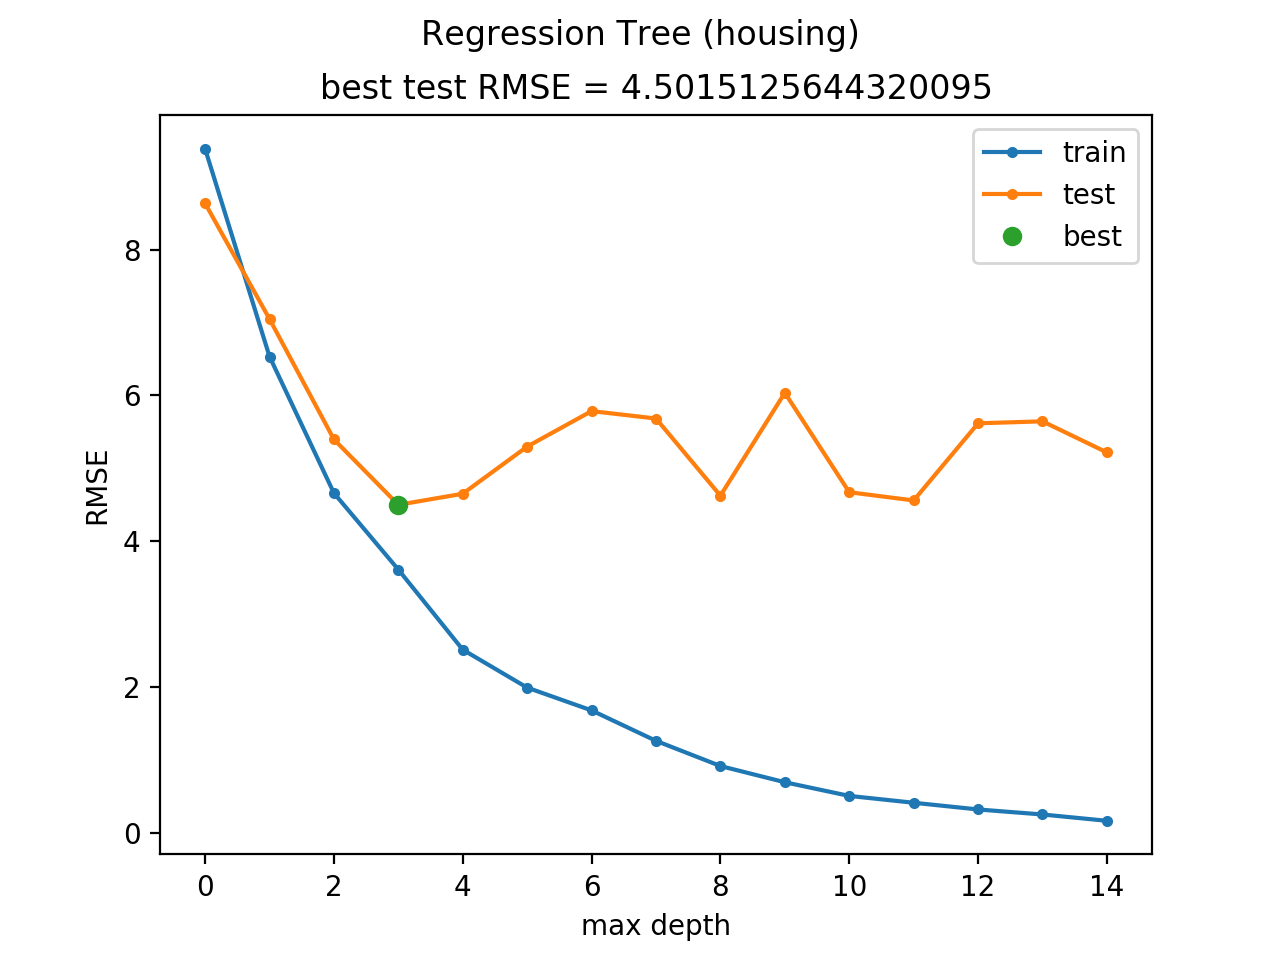 Regression Tree (housing)
best test RMSE = 4.5015125644320095
train
test
best
8
6
4
2
0
RMSE
0 2 4 6 8 10 12 14
max depth